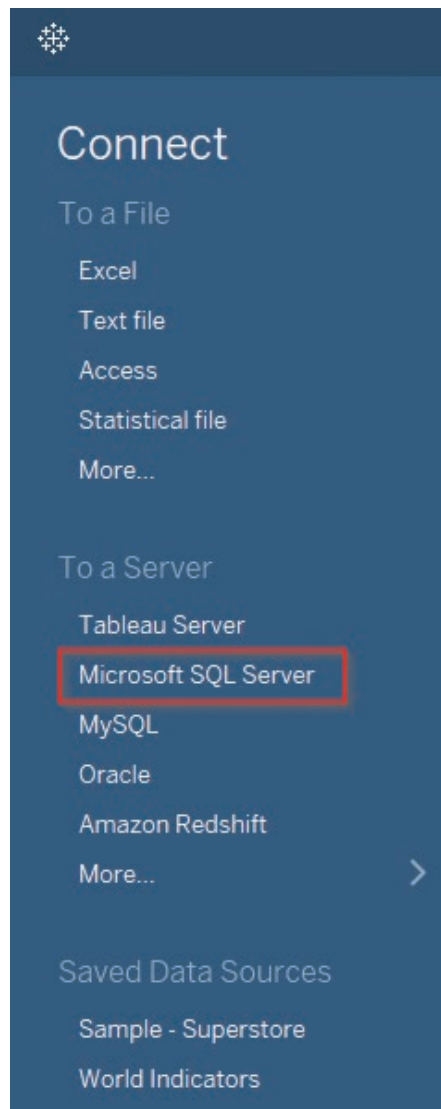 Connect
To a File
Excel
Text file
Access
Statistical file
More...
To a Server
Tableau Server
Microsoft SQL Server
MySQL
Oracle
Amazon Redshift
More...
Saved Data Sources
Sample - Superstore
World Indicators